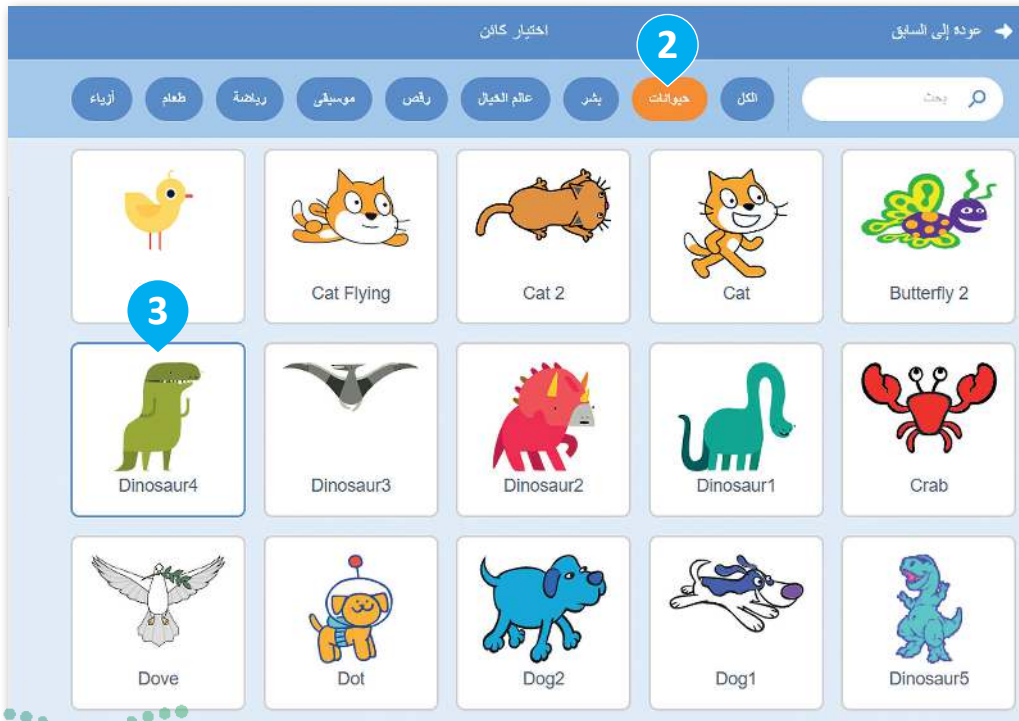 عودة إلى السابق
اختيار كائن
2
بحث
الكل
حيوانات
بشر
عالم الخيال
رقص
موسيقى
رياضة
طعام
أزياء
Butterfly 2
Cat
Cat 2
Cat Flying
3
Crab
Dinosaur1
Dinosaur2
Dinosaur3
Dinosaur4
Dinosaur5
Dog1
Dog2
Dot
Dove